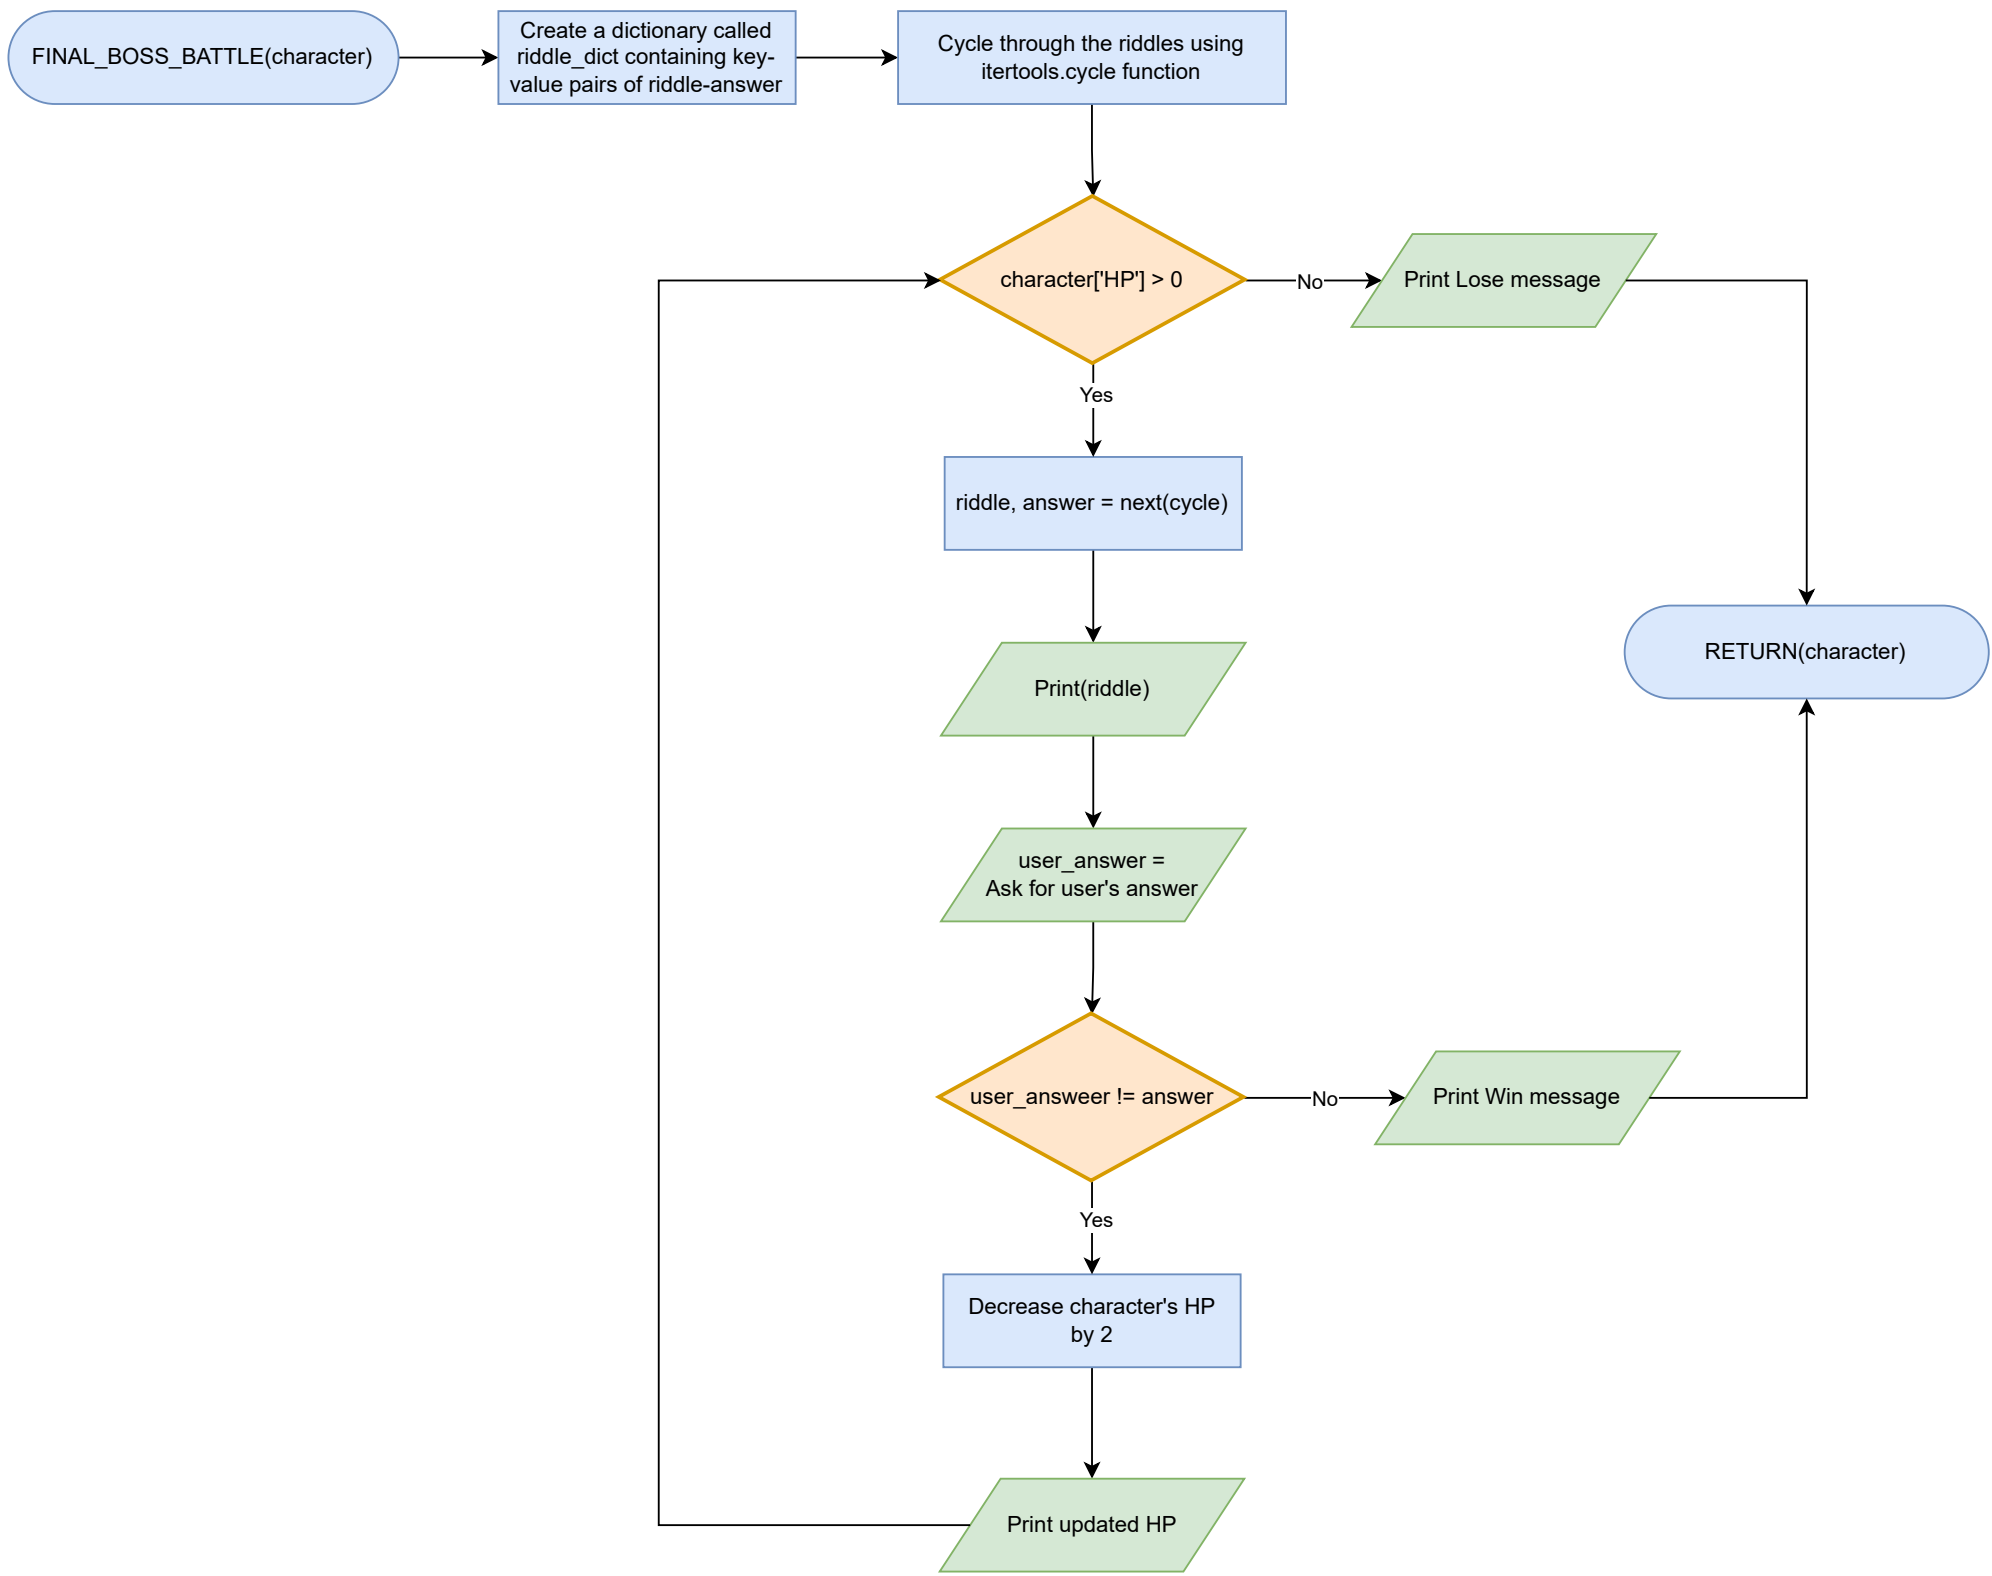 FINAL_BOSS_BATTLE(character)
Create a dictionary called
riddle_dict containing key-
value pairs of riddle-answer
Cycle through the riddles using
itertools.cycle function
character['HP'] > 0
No
Print Lose message
Yes
riddle, answer = next(cycle)
Print(riddle)
RETURN(character)
user_answer =
Ask for user's answer
user_answeer != answer
No
Print Win message
Yes
Decrease character's HP
by 2
Print updated HP